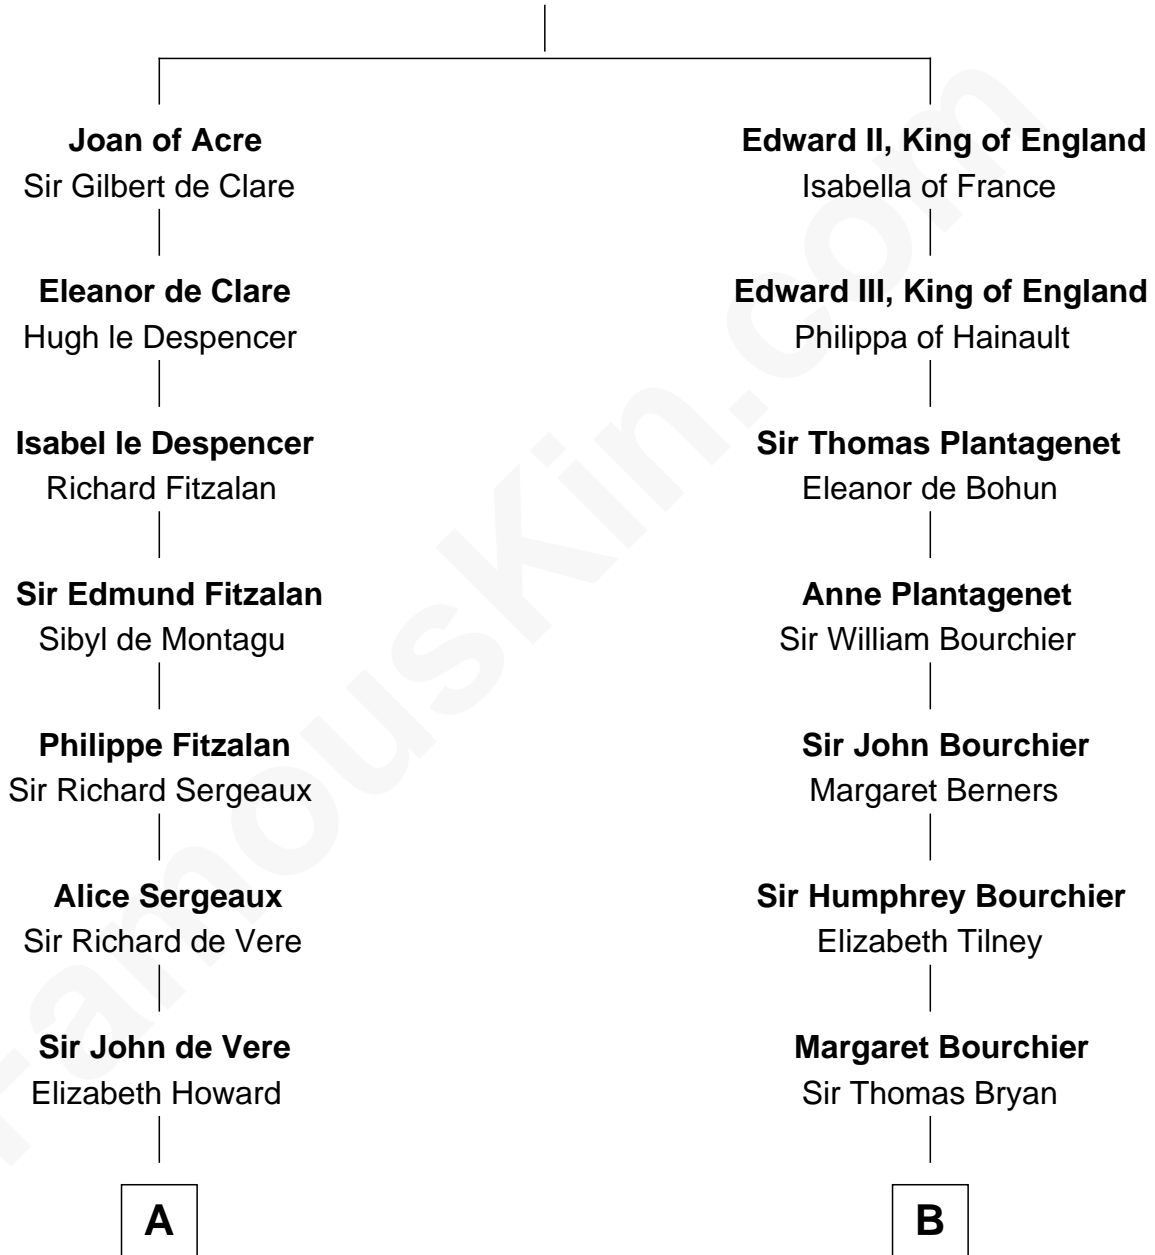 Joan of Acre
Sir Gilbert de Clare
Eleanor de Clare
Hugh le Despencer
Isabel le Despencer
Richard Fitzalan
Sir Edmund Fitzalan
Sibyl de Montagu
Philippe Fitzalan
Sir Richard Sergeaux
Alice Sergeaux
Sir Richard de Vere
Sir John de Vere
Elizabeth Howard
A
Edward II, King of England
Isabella of France
Edward III, King of England
Philippa of Hainault
Sir Thomas Plantagenet
Eleanor de Bohun
Anne Plantagenet
Sir William Bourchier
Sir John Bourchier
Margaret Berners
Sir Humphrey Bourchier
Elizabeth Tilney
Margaret Bourchier
Sir Thomas Bryan
B
FamousKin.com